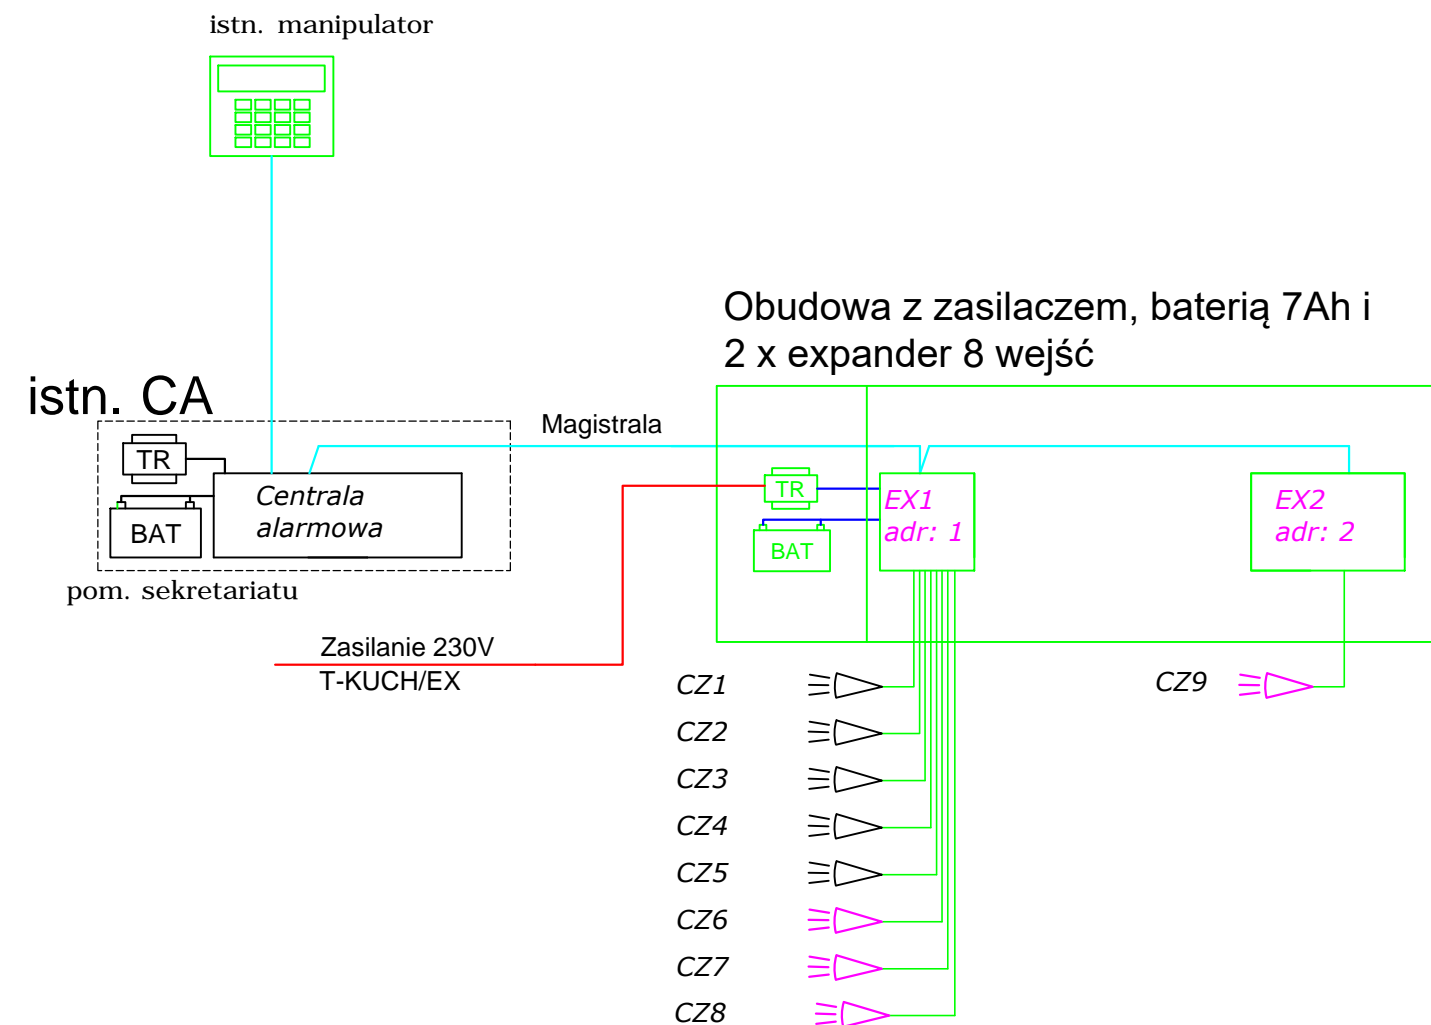 istn. manipulator
Obudowa z zasilaczem, baterią 7Ah i
2 x expander 8 wejść
istn. CA
Magistrala
TR
Centrala
alarmowa
BAT
TR
BAT
EX1
adr: 1
EX2
adr: 2
pom. sekretariatu
Zasilanie 230V
T-KUCH/EX
CZ1
CZ9
CZ2
CZ3
CZ4
CZ5
CZ6
CZ7
CZ8